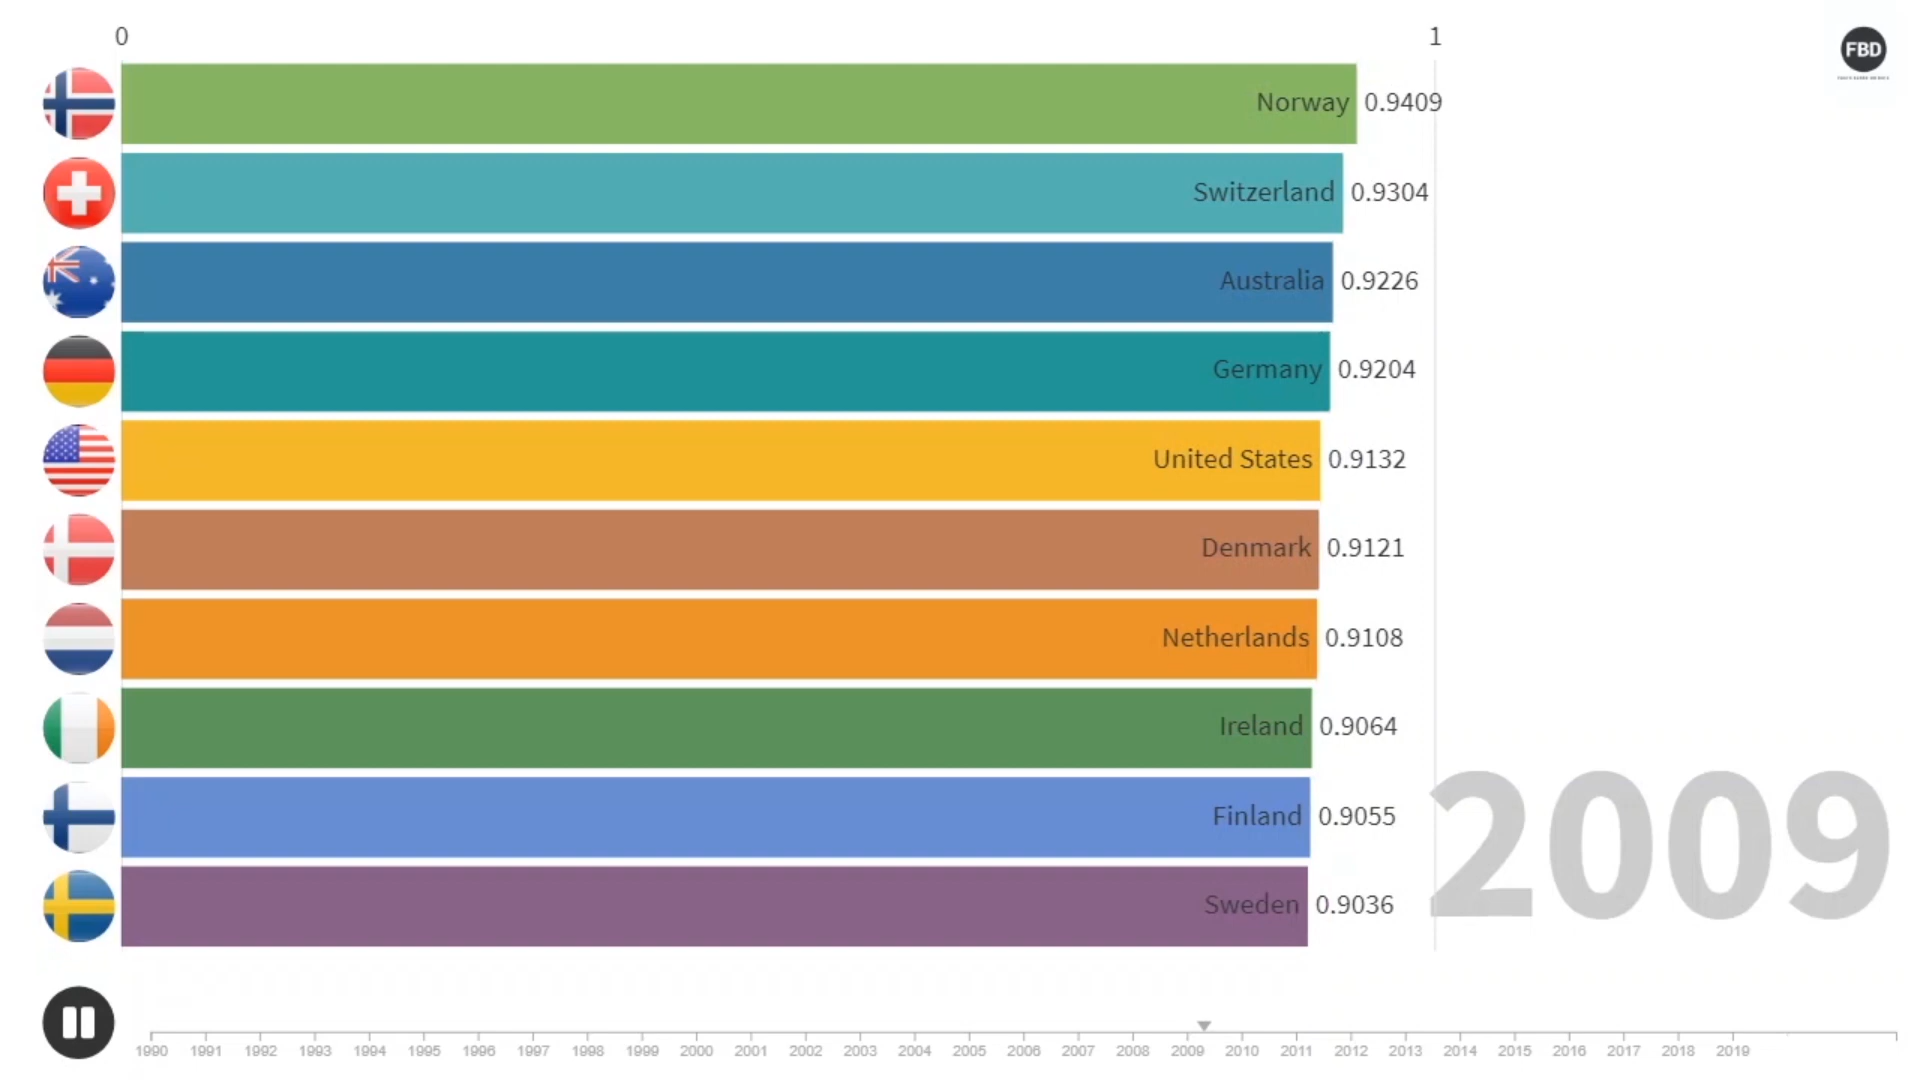 0 1
FBD
Norway 0.9409
Switzerland 0.9304
Australia 0.9226
Germany 0.9204
United States 0.9132
Denmark 0.9121
Netherlands 0.9108
Ireland 0.9064
Finland 0.9055
Sweden 0.9036
2009
1990 1991 1992 1993 1994 1995 1996 1997 1998 1999 2000 2001 2002 2003 2004 2005 2006 2007 2008 2009 2010 2011 2012 2013 2014 2015 2016 2017 2018 2019